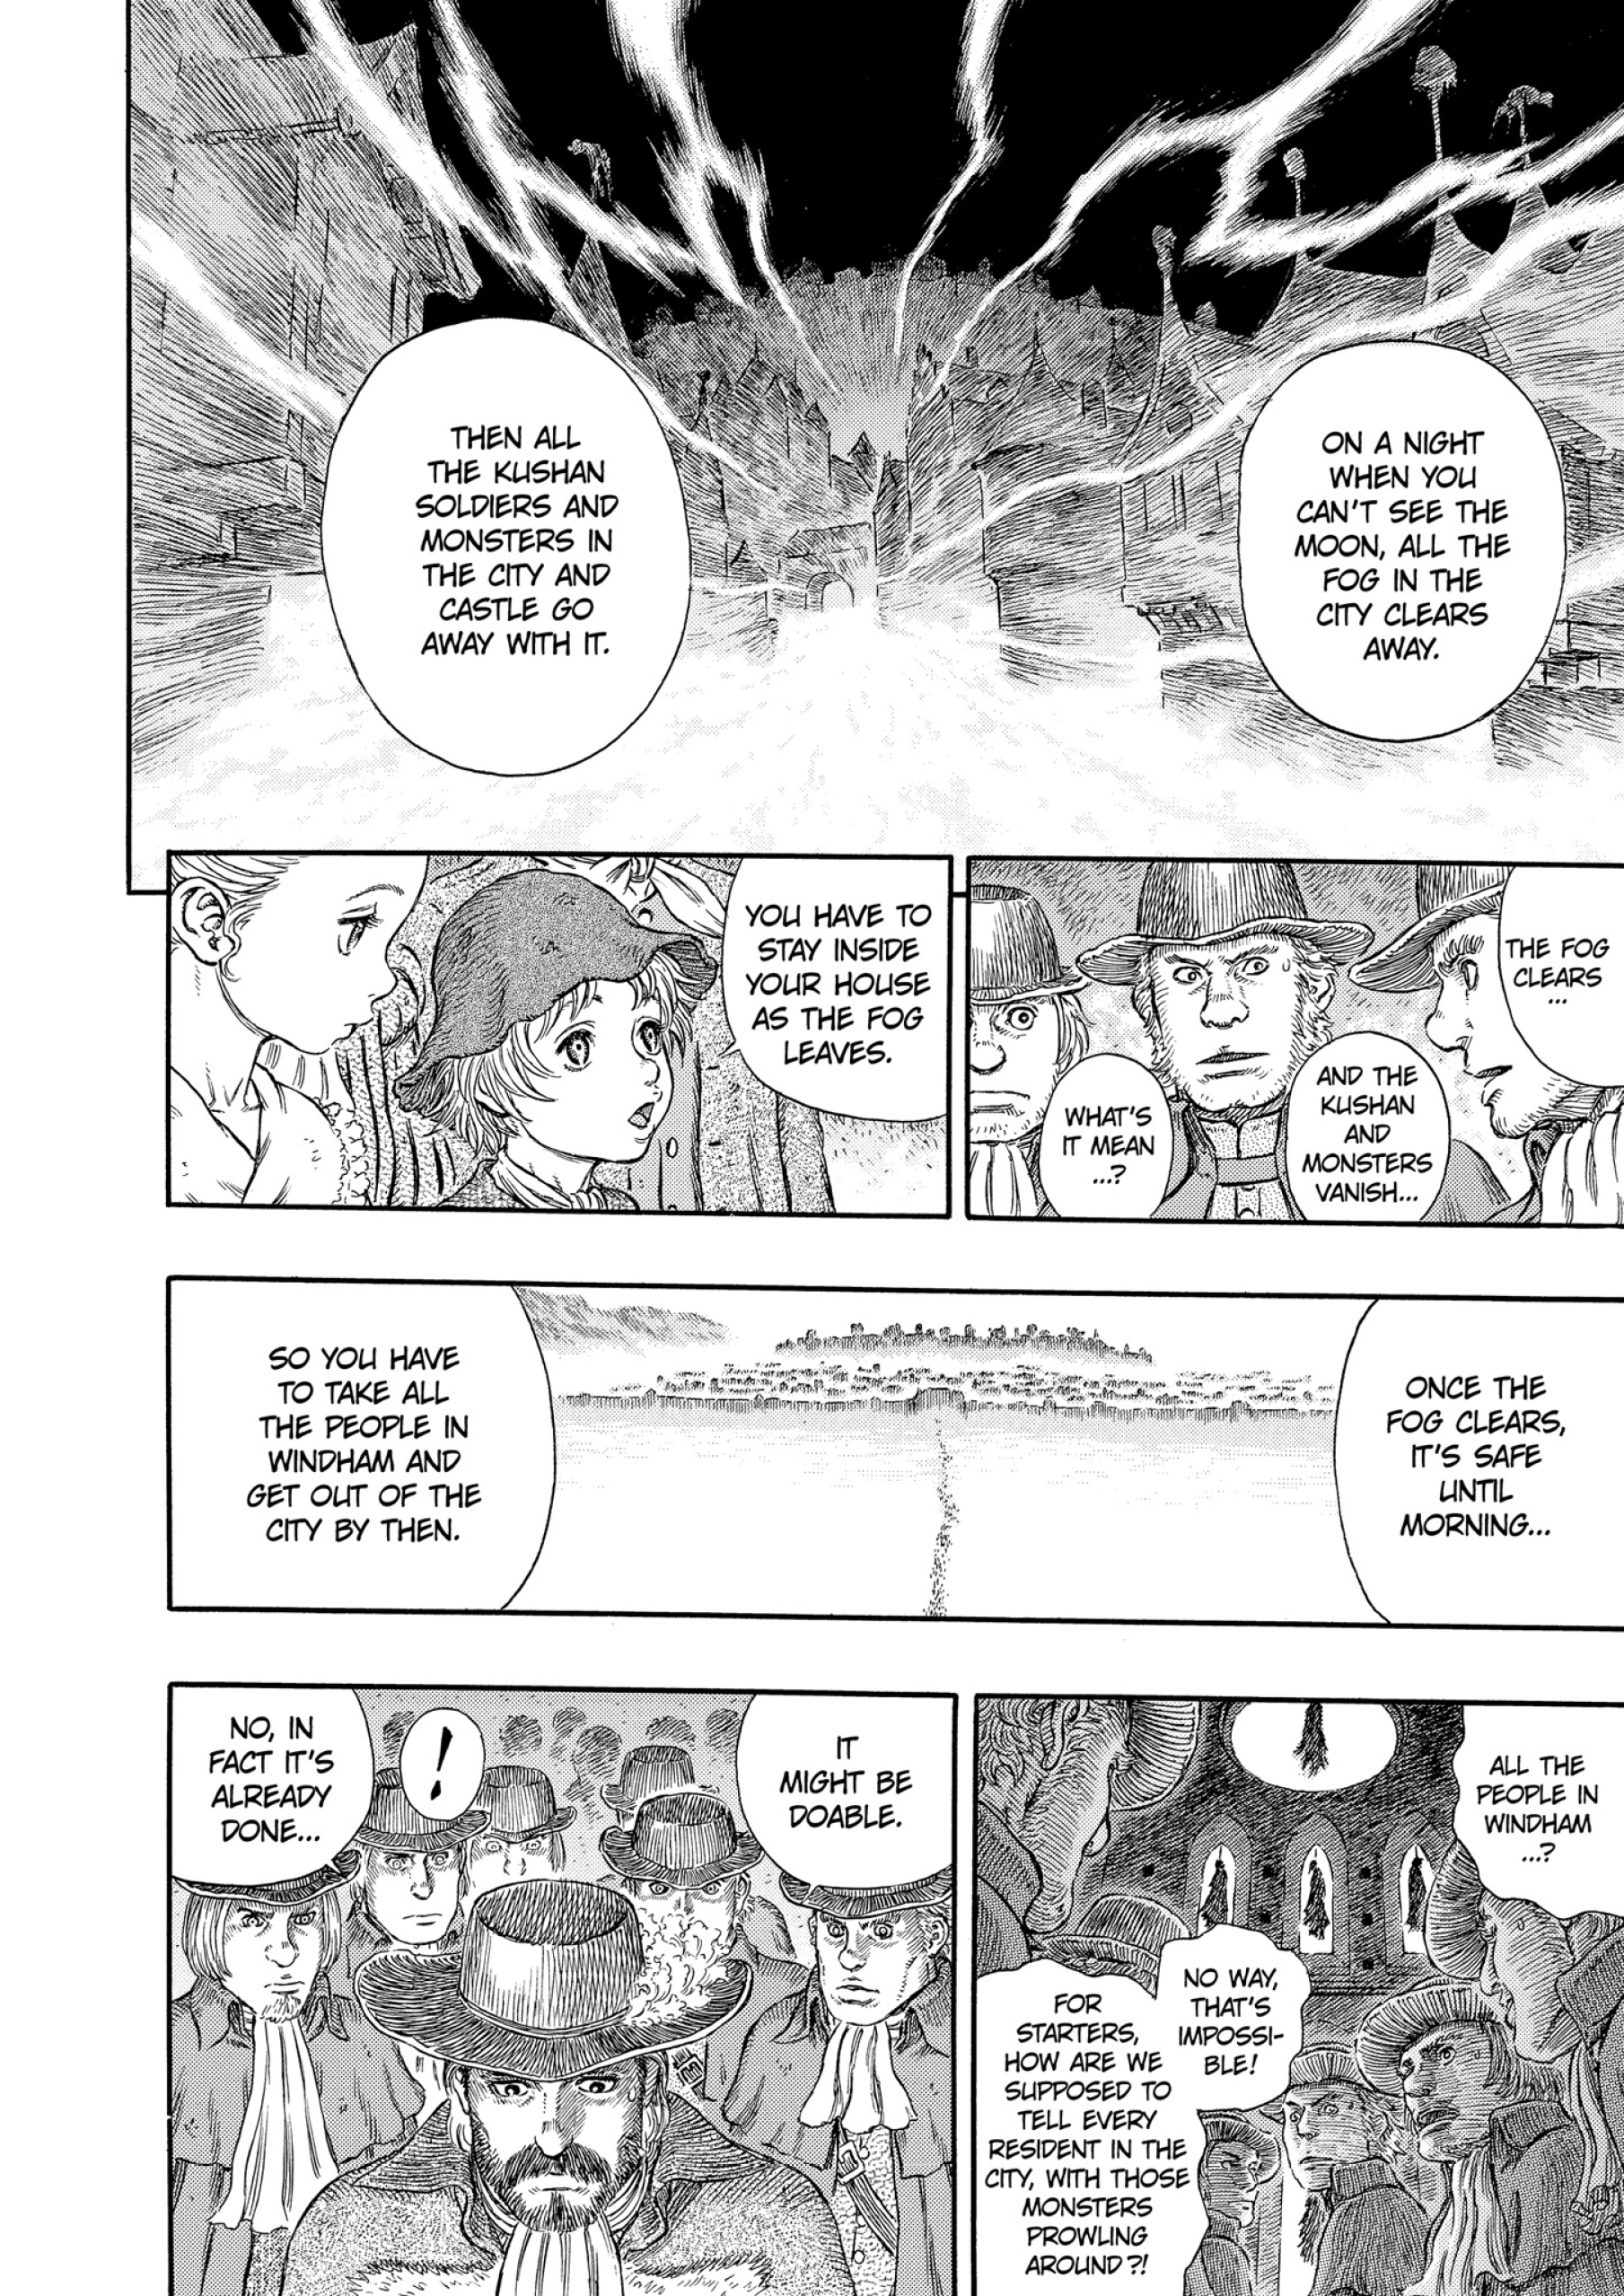 ON A NIGHT
WHEN YOU
CAN'T SEE THE
MOON, ALL THE
FOG IN THE
CITY CLEARS
AWAY.
THEN ALL
THE KUSHAN
SOLDIERS AND
MONSTERS IN
THE CITY AND
CASTLE GO
AWAY WITH IT.
THE FOG
CLEARS
...
AND THE
KUSHAN
AND
MONSTERS
VANISH...
WHAT'S
IT MEAN
...?
YOU HAVE TO
STAY INSIDE
YOUR HOUSE
AS THE FOG
LEAVES.
ONCE THE
FOG CLEARS,
IT'S SAFE
UNTIL
MORNING...
SO YOU HAVE
TO TAKE ALL
THE PEOPLE IN
WINDHAM AND
GET OUT OF THE
CITY BY THEN.
ALL THE
PEOPLE IN
WINDHAM
...?
NO WAY,
THAT'S
IMPOSSI-
BLE!
FOR
STARTERS,
HOW ARE WE
SUPPOSED TO
TELL EVERY
RESIDENT IN THE
CITY, WITH THOSE
MONSTERS
PROWLING
AROUND?!
IT
MIGHT BE
DOABLE.
!
NO, IN
FACT IT'S
ALREADY
DONE...